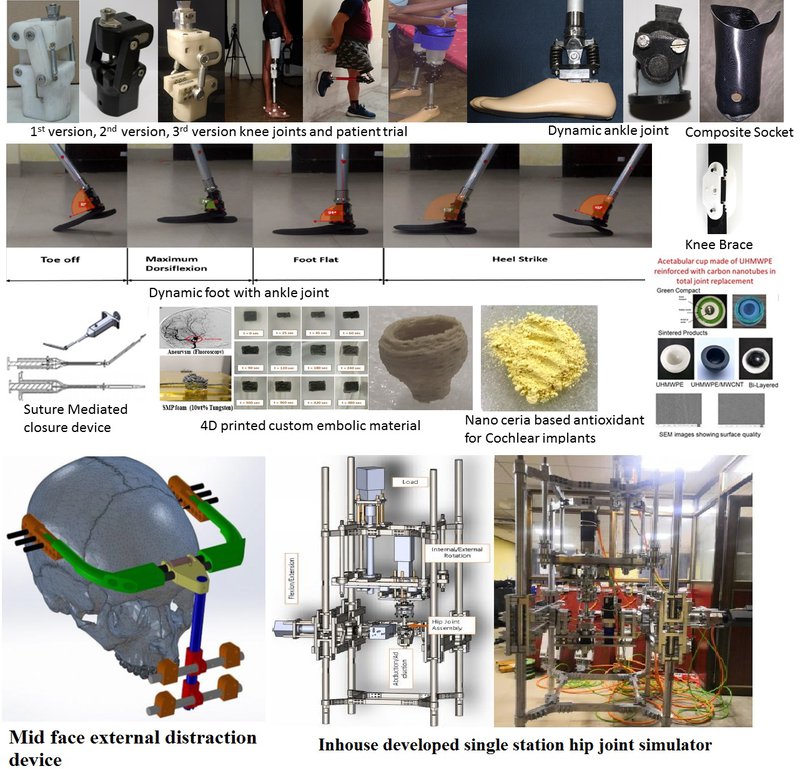 1st version, 2nd version, 3rd version knee joints and patient trial
Dynamic ankle joint
Composite Socket
Toe off
Maximum
Dorsiflexion
Foot Flat
Heel Strike
Dynamic foot with ankle joint
Knee Brace
Acetabular cup made of UHMWPE
reinforced with carbon nanotubes in
total joint replacement
Green Compact
Sintered Products
UHMWPE
UHMWPE/MWCNT
Bi-Layered
SEM images showing surface quality
Suture Mediated
closure device
Aneurysm (Fluoroscopy)
SMP foam (10wt% Tungsten)
4D printed custom embolic material
Nano ceria based antioxidant
for Cochlear implants
Load
Internal/External
Rotation
Flexion/Extension
Hip Joint
Assembly
Abduction/Ad
duction
Mid face external distraction
device
Inhouse developed single station hip joint simulator